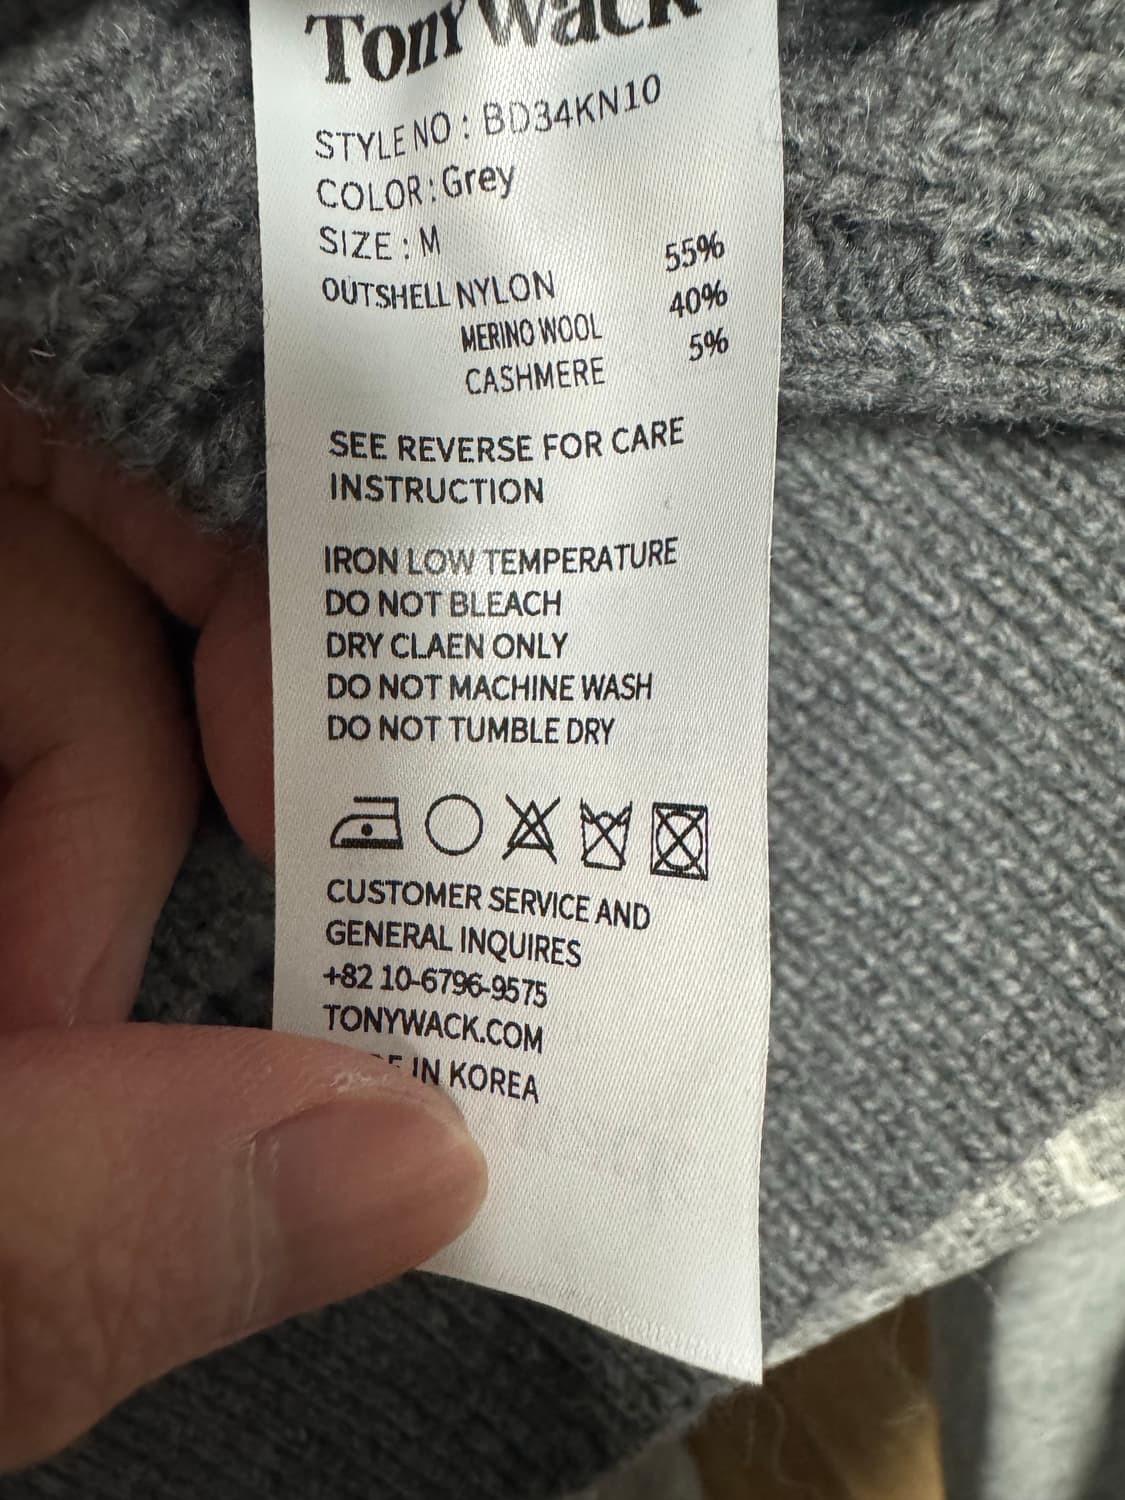 TONY WACK
STYLE NO : BD34KN10
COLOR : Grey
SIZE : M
OUTSHELL NYLON 55%
MERINO WOOL 40%
CASHMERE 5%
SEE REVERSE FOR CARE
INSTRUCTION
IRON LOW TEMPERATURE
DO NOT BLEACH
DRY CLAEN ONLY
DO NOT MACHINE WASH
DO NOT TUMBLE DRY
CUSTOMER SERVICE AND
GENERAL INQUIRES
+82 10-6796-9575
TONYWACK.COM
IN KOREA